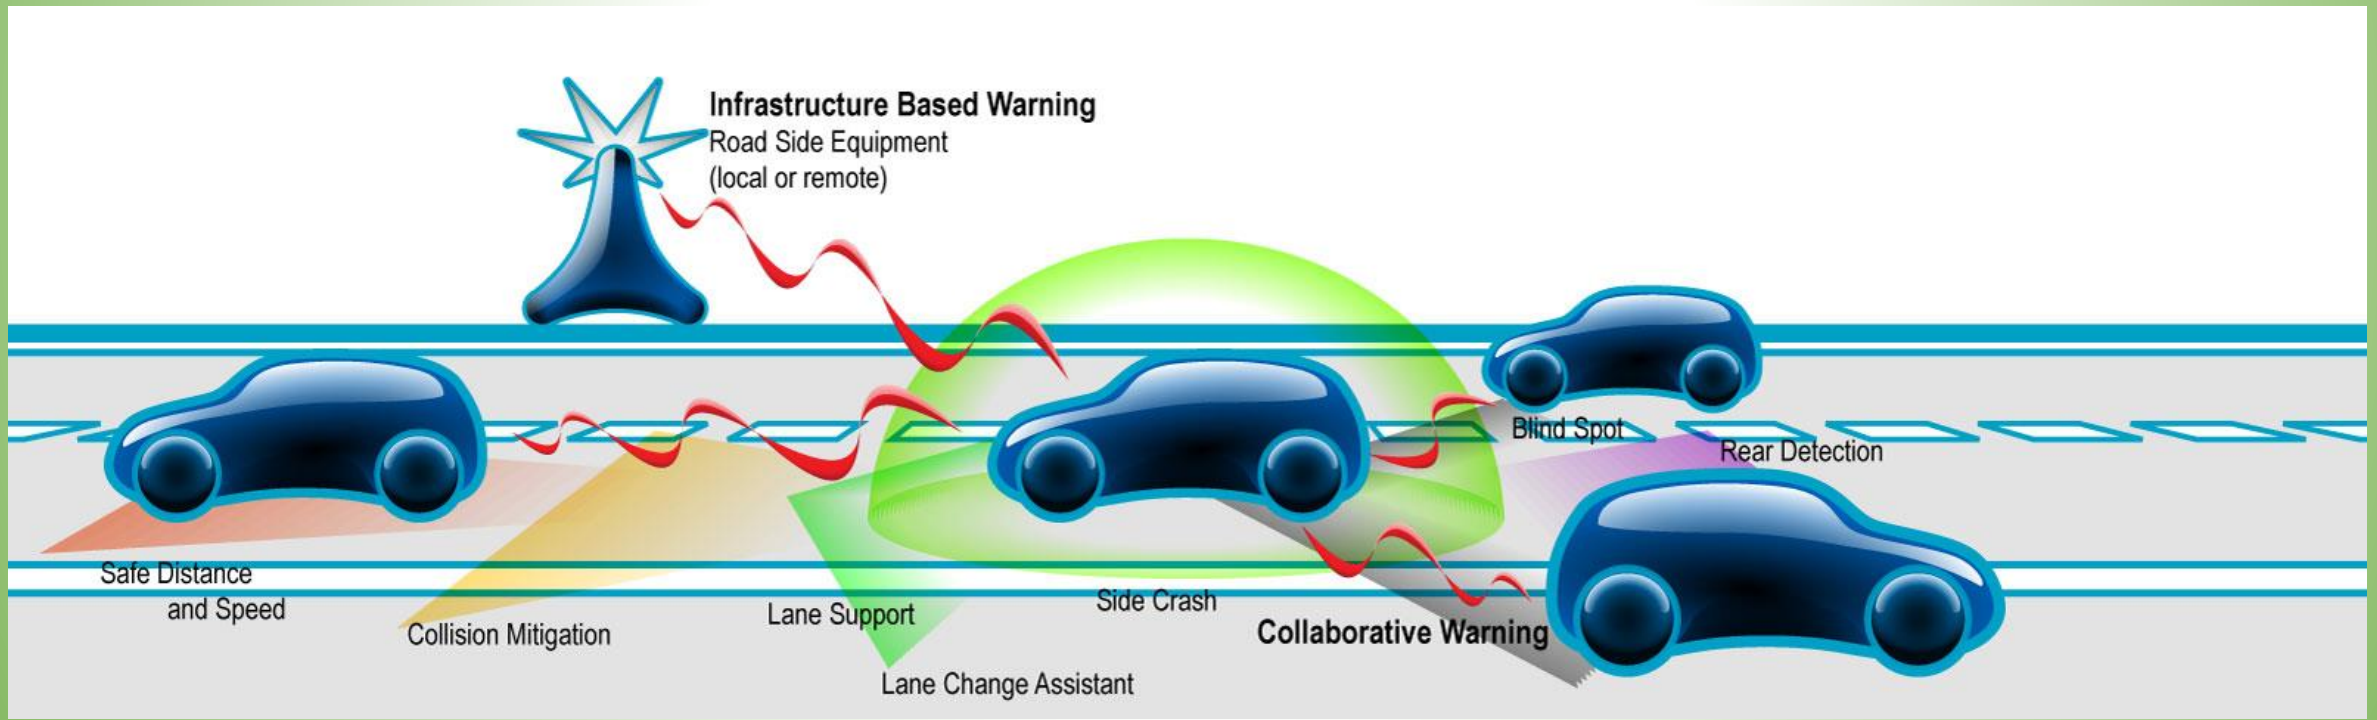 Infrastructure Based Warning
Road Side Equipment
(local or remote)
Blind Spot
Rear Detection
Safe Distance
and Speed
Collision Mitigation
Lane Support
Side Crash
Collaborative Warning
Lane Change Assistant